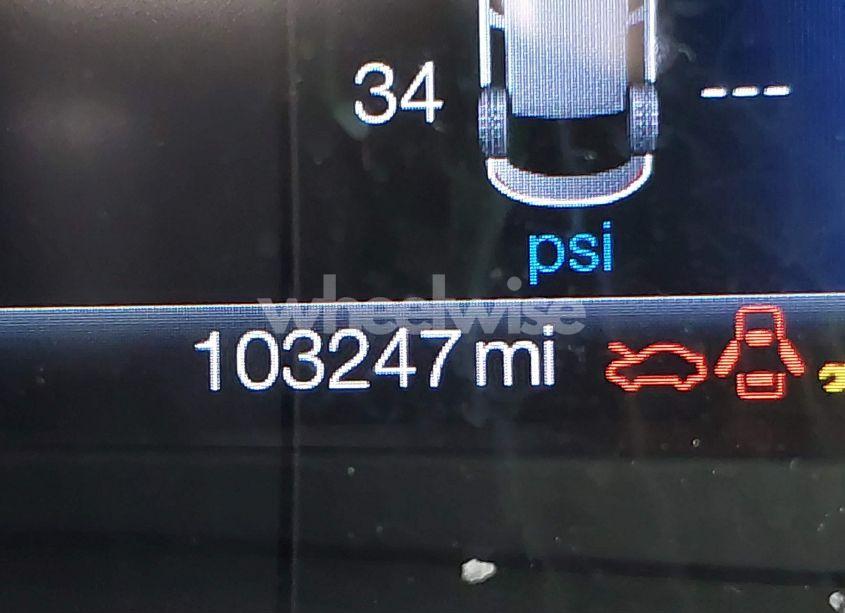 34 ---
psi
wheelwise
103247 mi